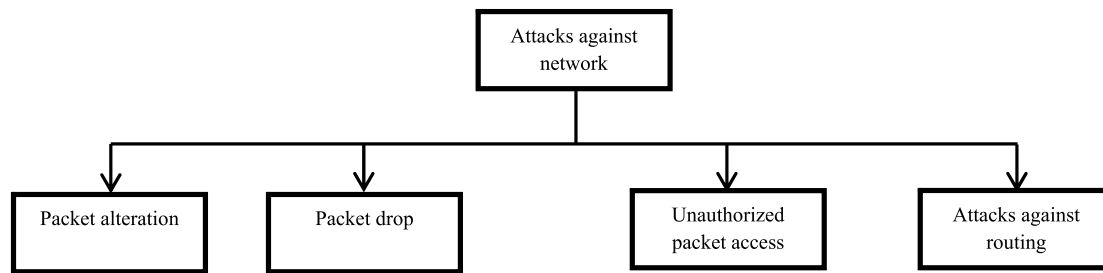 Attacks against
network
Packet alteration
Packet drop
Unauthorized
packet access
Attacks against
routing